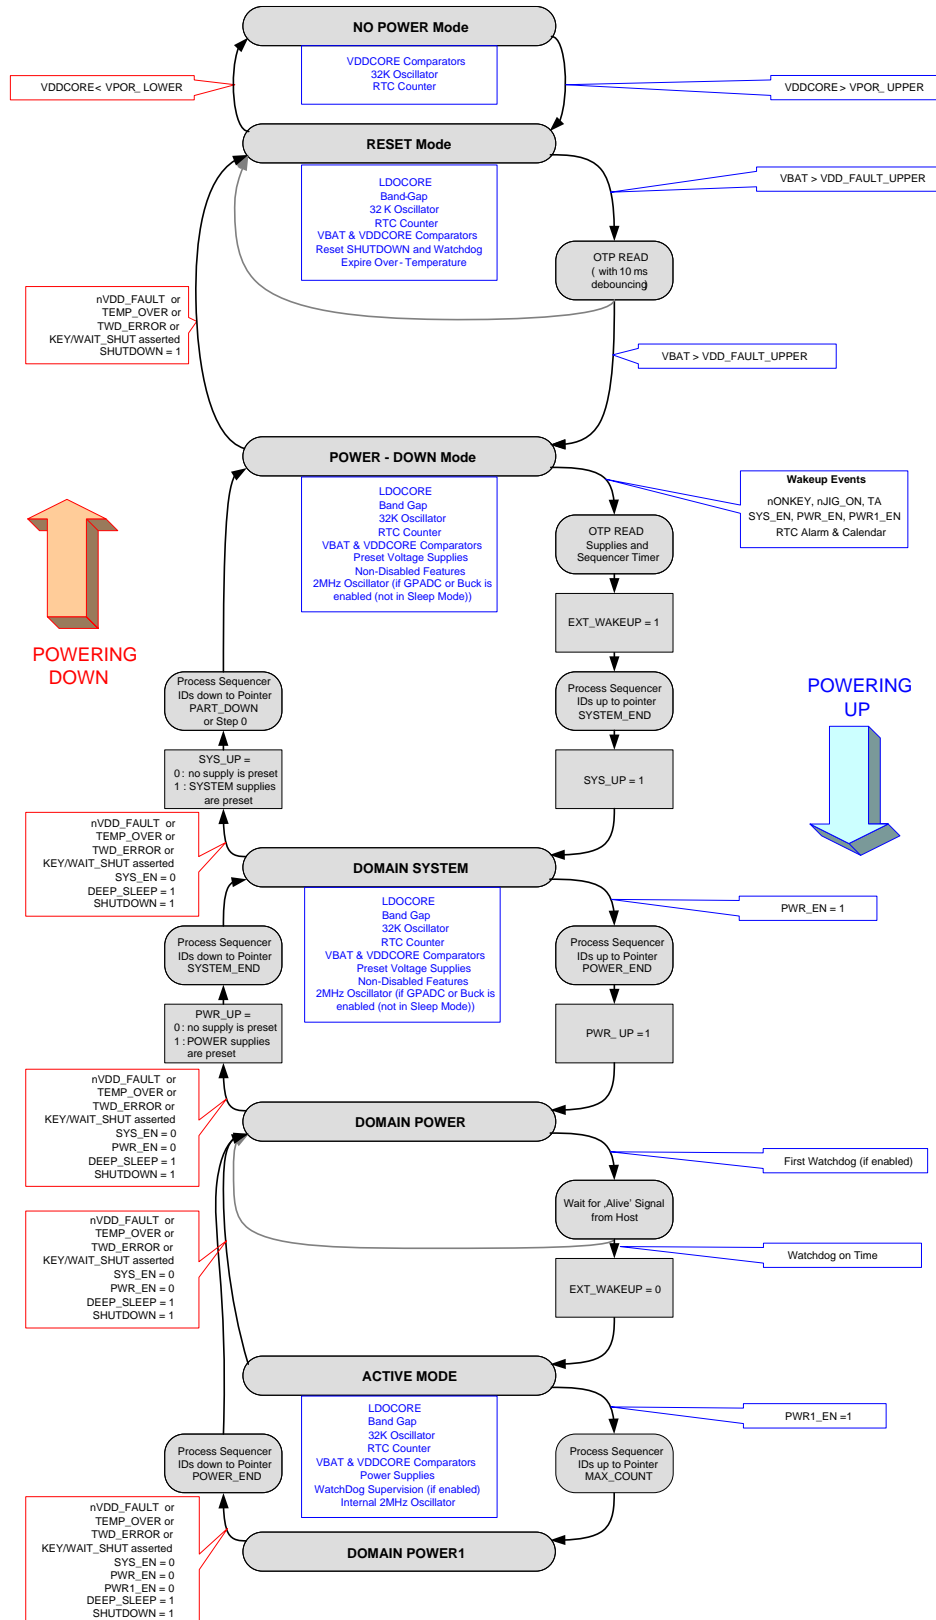 NO POWER Mode
VDDCORE Comparators
32K Oscillator
RTC Counter
VDDCORE< VPOR_ LOWER
VDDCORE> VPOR_ UPPER
RESET Mode
LDOCORE
Band-Gap
32 K Oscillator
RTC Counter
VBAT & VDDCORE Comparators
Reset SHUTDOWN and Watchdog
Expire Over - Temperature
VBAT > VDD_FAULT_UPPER
OTP READ
( with 10 ms
debouncing)
nVDD_FAULT or
TEMP_OVER or
TWD_ERROR or
KEY/WAIT_SHUT asserted
SHUTDOWN = 1
VBAT > VDD_FAULT_UPPER
POWER - DOWN Mode
LDOCORE
Band Gap
32K Oscillator
RTC Counter
VBAT & VDDCORE Comparators
Preset Voltage Supplies
Non-Disabled Features
2MHz Oscillator (if GPADC or Buck is
enabled (not in Sleep Mode))
Wakeup Events
nONKEY, nJIG_ON, TA
SYS_EN, PWR_EN, PWR1_EN
RTC Alarm & Calendar
OTP READ
Supplies and
Sequencer Timer
EXT_WAKEUP = 1
POWERING
DOWN
Process Sequencer
IDs down to Pointer
PART_DOWN
or Step 0
Process Sequencer
IDs up to pointer
SYSTEM_END
POWERING
UP
SYS_UP =
0 : no supply is preset
1 : SYSTEM supplies
are preset
SYS_UP = 1
nVDD_FAULT or
TEMP_OVER or
TWD_ERROR or
KEY/WAIT_SHUT asserted
SYS_EN = 0
DEEP_SLEEP = 1
SHUTDOWN = 1
DOMAIN SYSTEM
LDOCORE
Band Gap
32K Oscillator
RTC Counter
VBAT & VDDCORE Comparators
Preset Voltage Supplies
Non-Disabled Features
2MHz Oscillator (if GPADC or Buck is
enabled (not in Sleep Mode))
PWR_EN = 1
Process Sequencer
IDs down to Pointer
SYSTEM_END
Process Sequencer
IDs up to Pointer
POWER_END
PWR_UP =
0 : no supply is preset
1 : POWER supplies
are preset
PWR_ UP = 1
nVDD_FAULT or
TEMP_OVER or
TWD_ERROR or
KEY/WAIT_SHUT asserted
SYS_EN = 0
PWR_EN = 0
DEEP_SLEEP = 1
SHUTDOWN = 1
DOMAIN POWER
First Watchdog (if enabled)
Wait for ‚Alive' Signal
from Host
nVDD_FAULT or
TEMP_OVER or
TWD_ERROR or
KEY/WAIT_SHUT asserted
SYS_EN = 0
PWR_EN = 0
DEEP_SLEEP = 1
SHUTDOWN = 1
Watchdog on Time
EXT_WAKEUP = 0
ACTIVE MODE
LDOCORE
Band Gap
32K Oscillator
RTC Counter
VBAT & VDDCORE Comparators
Power Supplies
WatchDog Supervision (if enabled)
Internal 2MHz Oscillator
PWR1_EN =1
Process Sequencer
IDs down to Pointer
POWER_END
Process Sequencer
IDs up to Pointer
MAX_COUNT
nVDD_FAULT or
TEMP_OVER or
TWD_ERROR or
KEY/WAIT_SHUT asserted
SYS_EN = 0
PWR_EN = 0
PWR1_EN = 0
DEEP_SLEEP = 1
SHUTDOWN = 1
DOMAIN POWER1